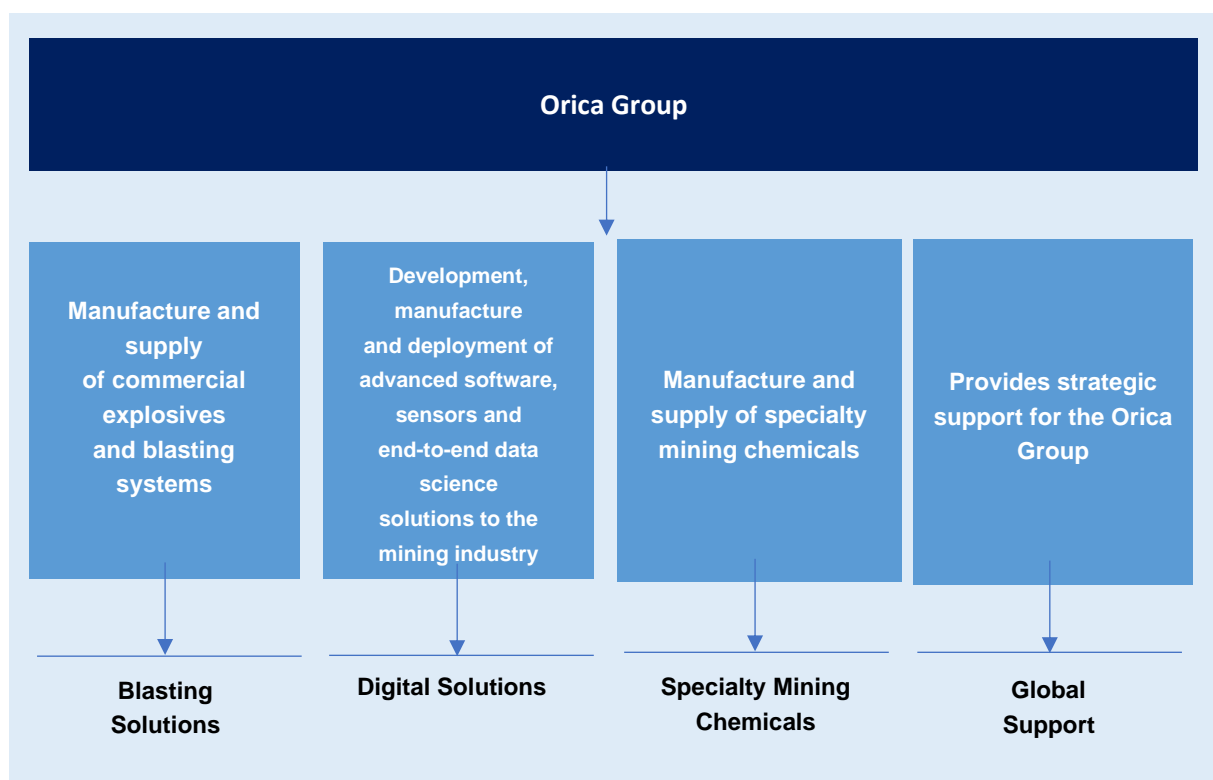 Orica Group
Manufacture and
supply
of commercial
explosives
and blasting
systems
Development,
manufacture
and deployment of
advanced software,
sensors and
end-to-end data
science
solutions to the
mining industry
Manufacture and
supply of specialty
mining chemicals
Provides strategic
support for the Orica
Group
Blasting
Solutions
Digital Solutions
Specialty Mining
Chemicals
Global
Support